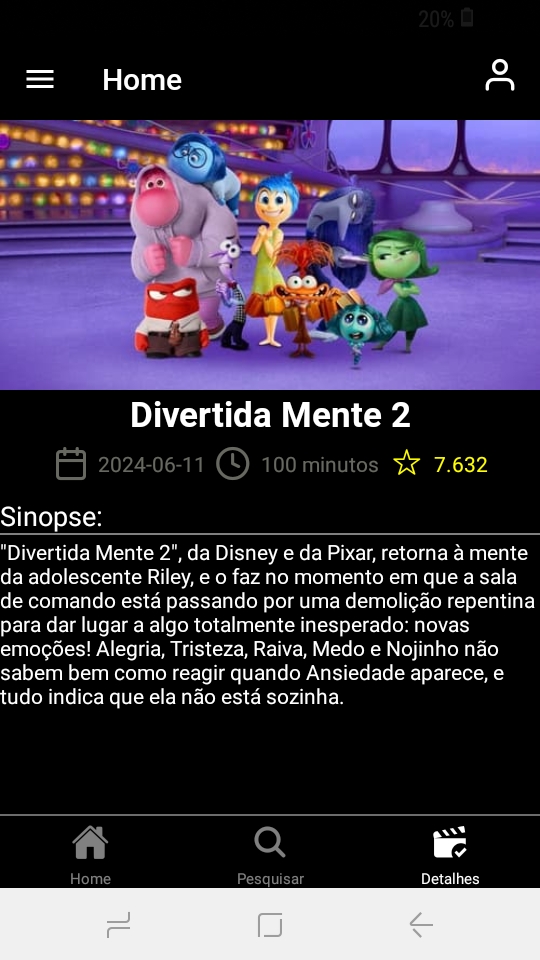 20%
Home
Divertida Mente 2
2024-06-11 100 minutos 7.632
Sinopse:
"Divertida Mente 2", da Disney e da Pixar, retorna à mente
da adolescente Riley, e o faz no momento em que a sala
de comando está passando por uma demolição repentina
para dar lugar a algo totalmente inesperado: novas
emoções! Alegria, Tristeza, Raiva, Medo e Nojinho não
sabem bem como reagir quando Ansiedade aparece, e
tudo indica que ela não está sozinha.
Home Pesquisar Detalhes